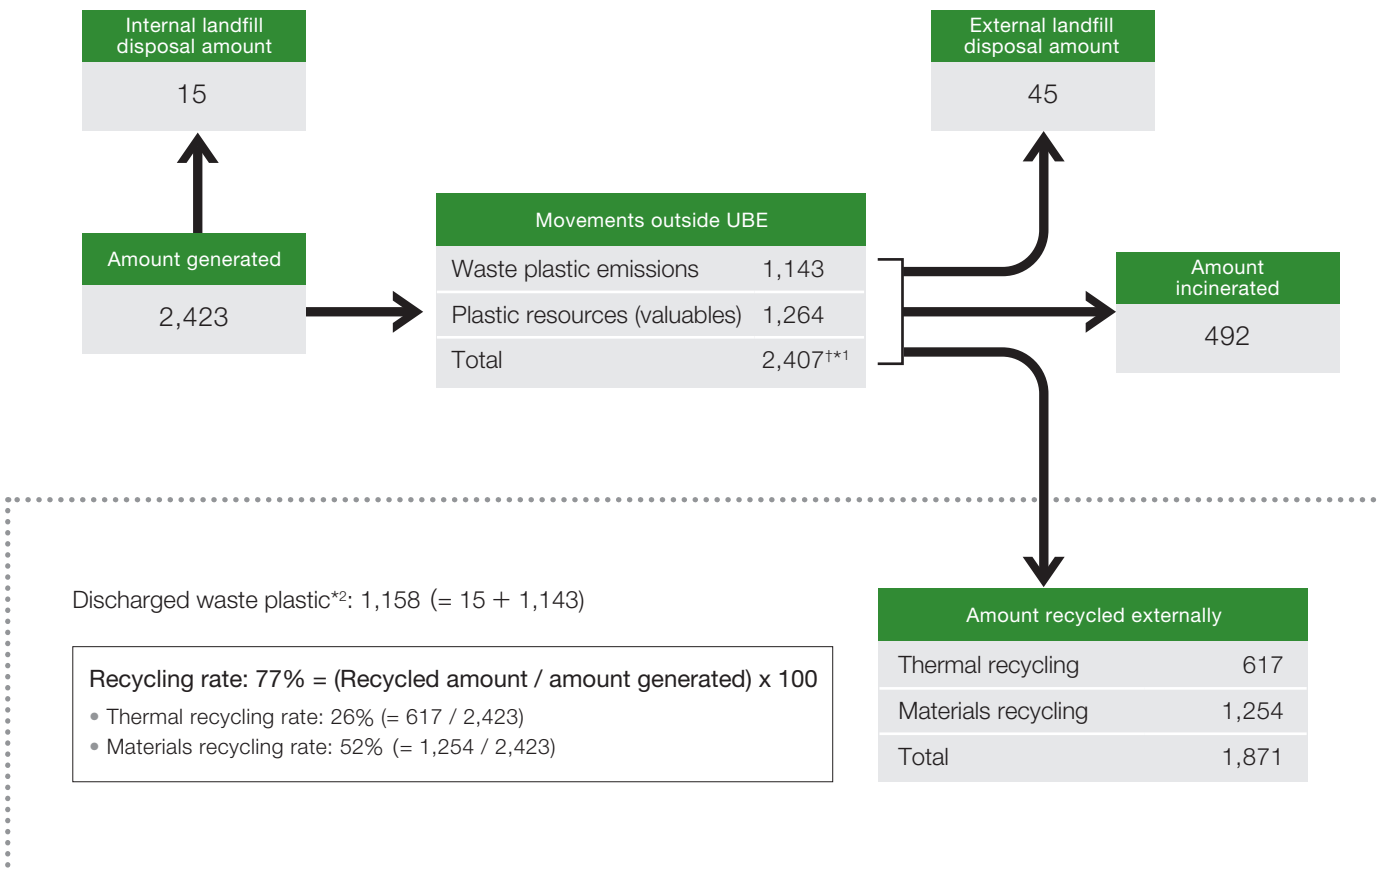 Internal landfill
disposal amount
15
External landfill
disposal amount
45
Amount generated
2,423
Movements outside UBE
Waste plastic emissions 1,143
Plastic resources (valuables) 1,264
Total 2,407†*1
Amount
incinerated
492
Discharged waste plastic*2: 1,158 (= 15 + 1,143)
Recycling rate: 77% = (Recycled amount / amount generated) x 100
• Thermal recycling rate: 26% (= 617 / 2,423)
• Materials recycling rate: 52% (= 1,254 / 2,423)
Amount recycled externally
Thermal recycling 617
Materials recycling 1,254
Total 1,871